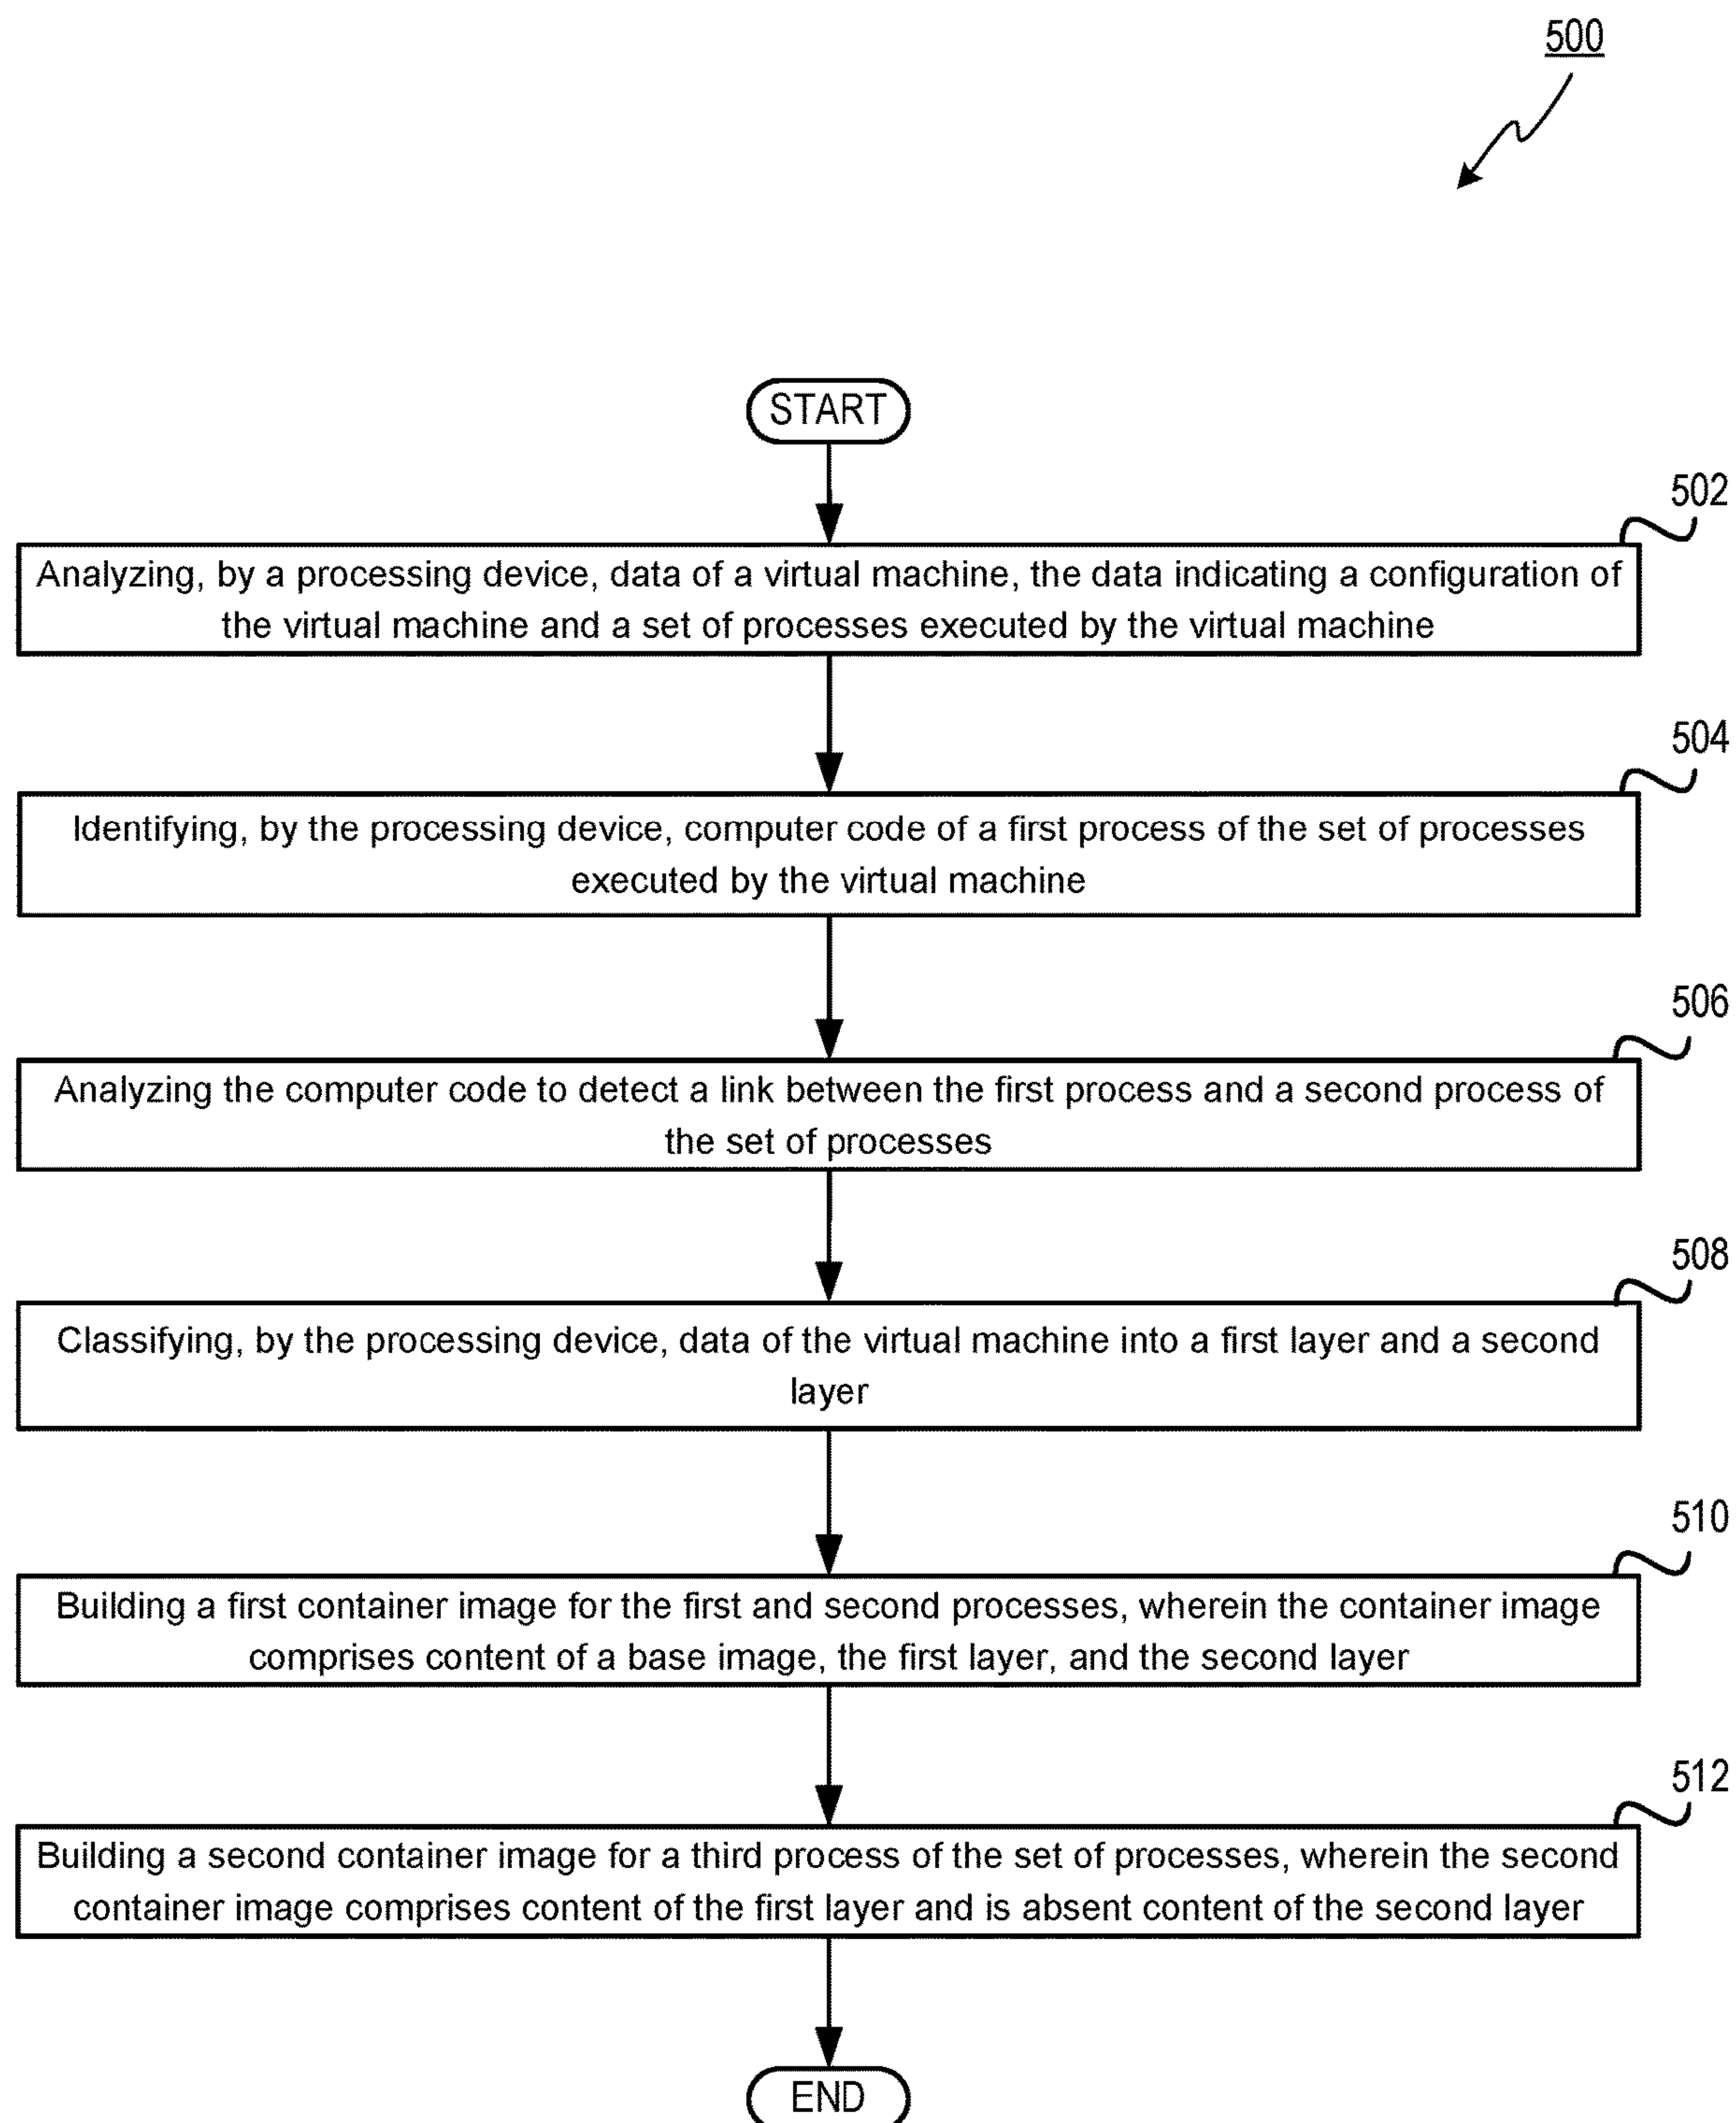 500
START
502
Analyzing, by a processing device, data of a virtual machine, the data indicating a configuration of
the virtual machine and a set of processes executed by the virtual machine
504
Identifying, by the processing device, computer code of a first process of the set of processes
executed by the virtual machine
506
Analyzing the computer code to detect a link between the first process and a second process of
the set of processes
508
Classifying, by the processing device, data of the virtual machine into a first layer and a second
layer
510
Building a first container image for the first and second processes, wherein the container image
comprises content of a base image, the first layer, and the second layer
512
Building a second container image for a third process of the set of processes, wherein the second
container image comprises content of the first layer and is absent content of the second layer
END